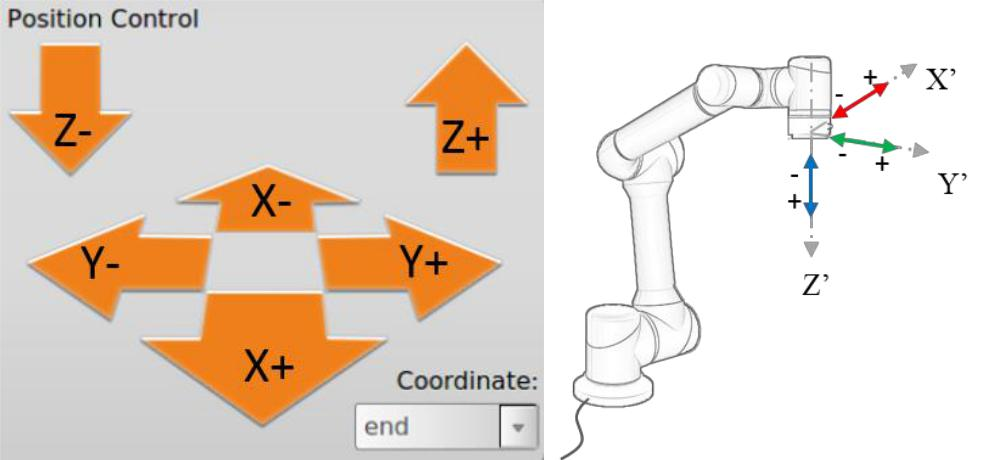 Position Control
Z-
Z+
X-
Y-
Y+
X+
Coordinate:
end
+
-
X’
-
+
Y’
-
+
Z’